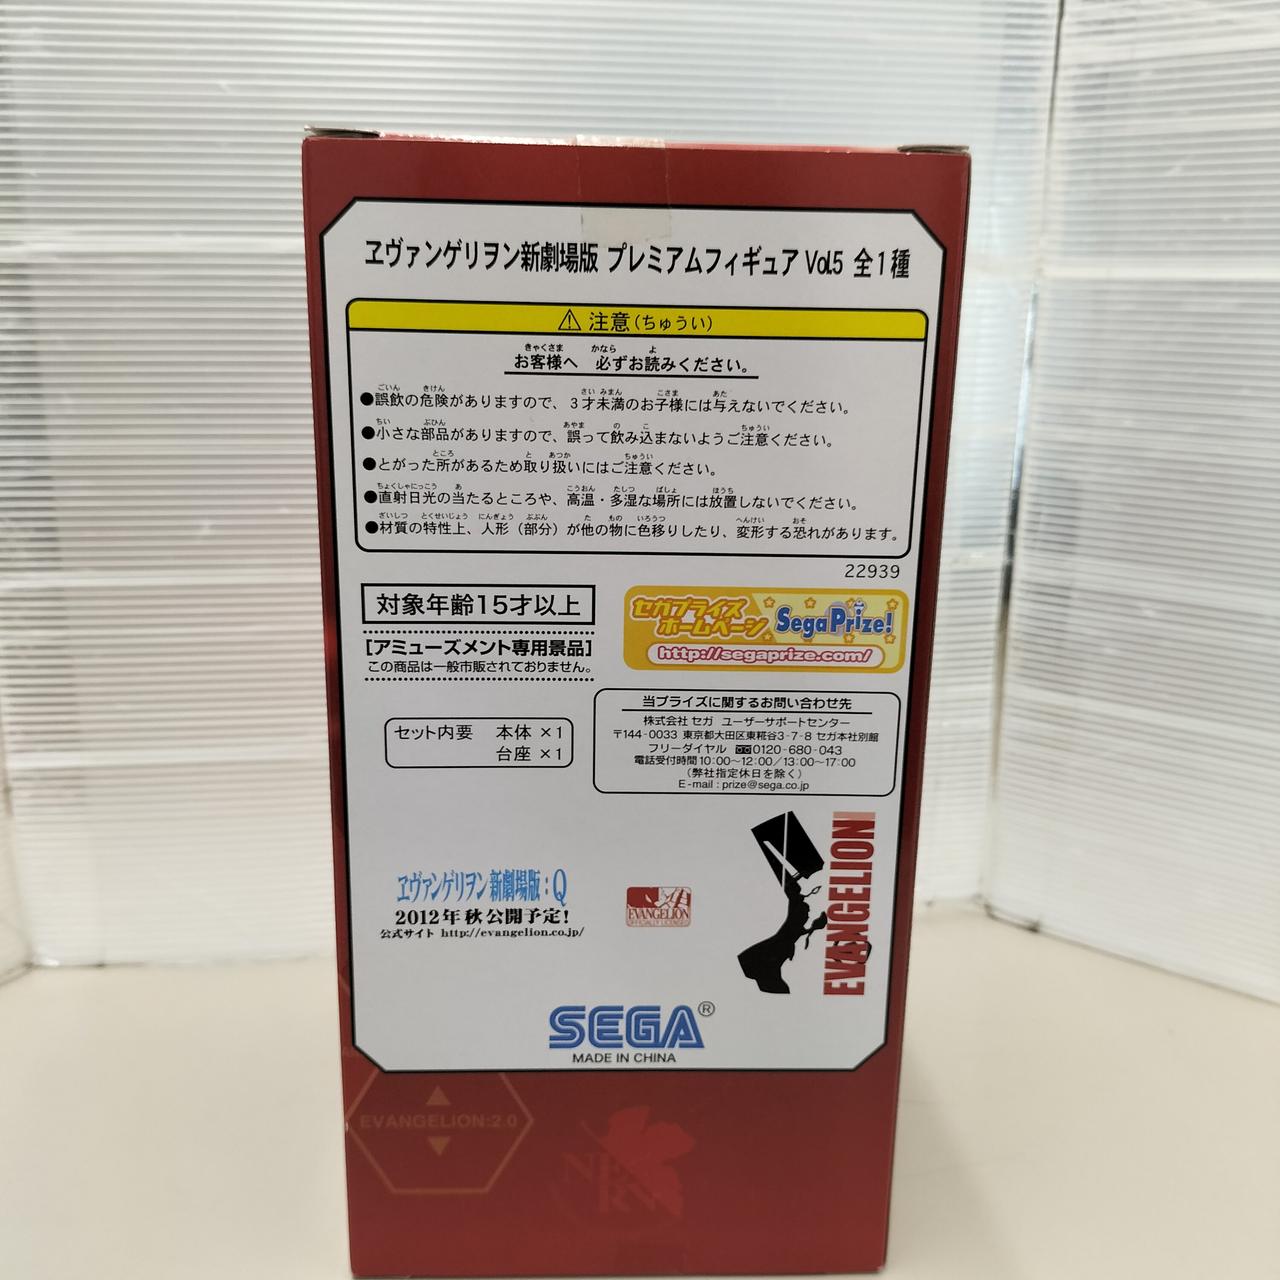 ヱヴァンゲリヲン新劇場版 プレミアムフィギュア Vol.5 全1種
⚠ 注意(ちゅうい)
お客様へ 必ずお読みください。
●誤飲の危険がありますので、3才未満のお子様には与えないでください。
●小さな部品がありますので、誤って飲み込まないようご注意ください。
●とがった所があるため取り扱いにはご注意ください。
●直射日光の当たるところや、高温・多湿な場所には放置しないでください。
●材質の特性上、人形(部分)が他の物に色移りしたり、変形する恐れがあります。
22939
対象年齢15才以上
[アミューズメント専用景品]
この商品は一般市販されておりません。
セガプライズ
ホームページ
SegaPrize!
http://segaprize.com/
セット内要 本体 ×1
台座 ×1
当プライズに関するお問い合わせ先
株式会社 セガ ユーザーサポートセンター
〒144-0033 東京都大田区東糀谷3-7-8 セガ本社別館
フリーダイヤル 0120-680-043
電話受付時間 10:00〜12:00/13:00〜17:00
(弊社指定休日を除く)
E-mail : prize@sega.co.jp
ヱヴァンゲリヲン新劇場版:Q
2012年 秋 公開予定!
公式サイト http://evangelion.co.jp/
EVANGELION
OFFICIALLY LICENSED
EVANGELION
SEGA®
MADE IN CHINA
EVANGELION:2.0
NERV